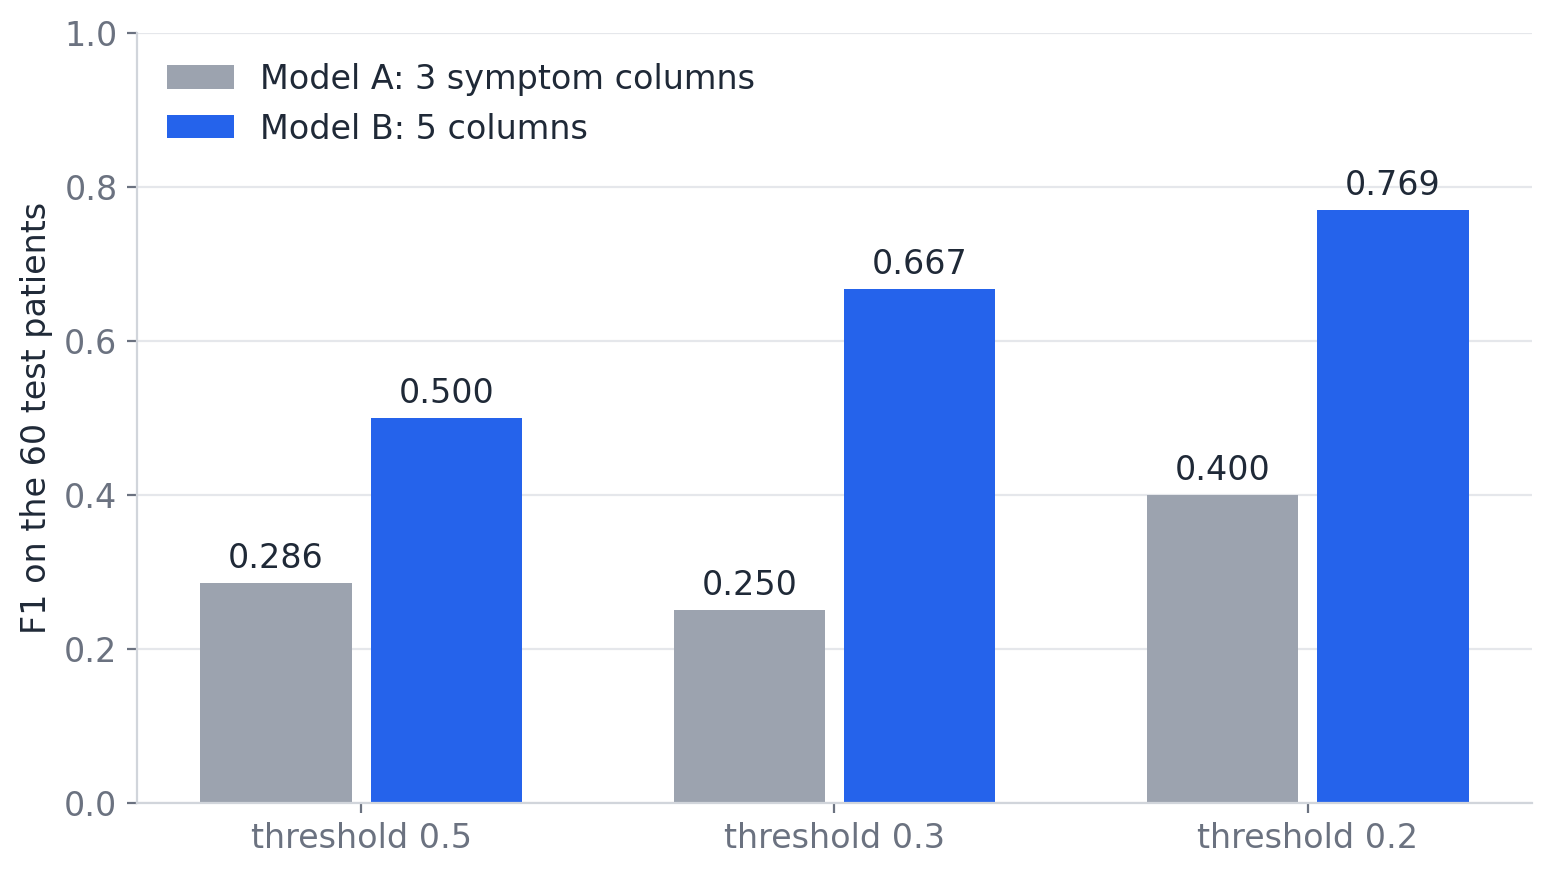 1.0
Model A: 3 symptom columns
Model B: 5 columns
0.8
0.6
0.4
0.2
0.0
F1 on the 60 test patients
0.286
0.500
0.250
0.667
0.400
0.769
threshold 0.5
threshold 0.3
threshold 0.2